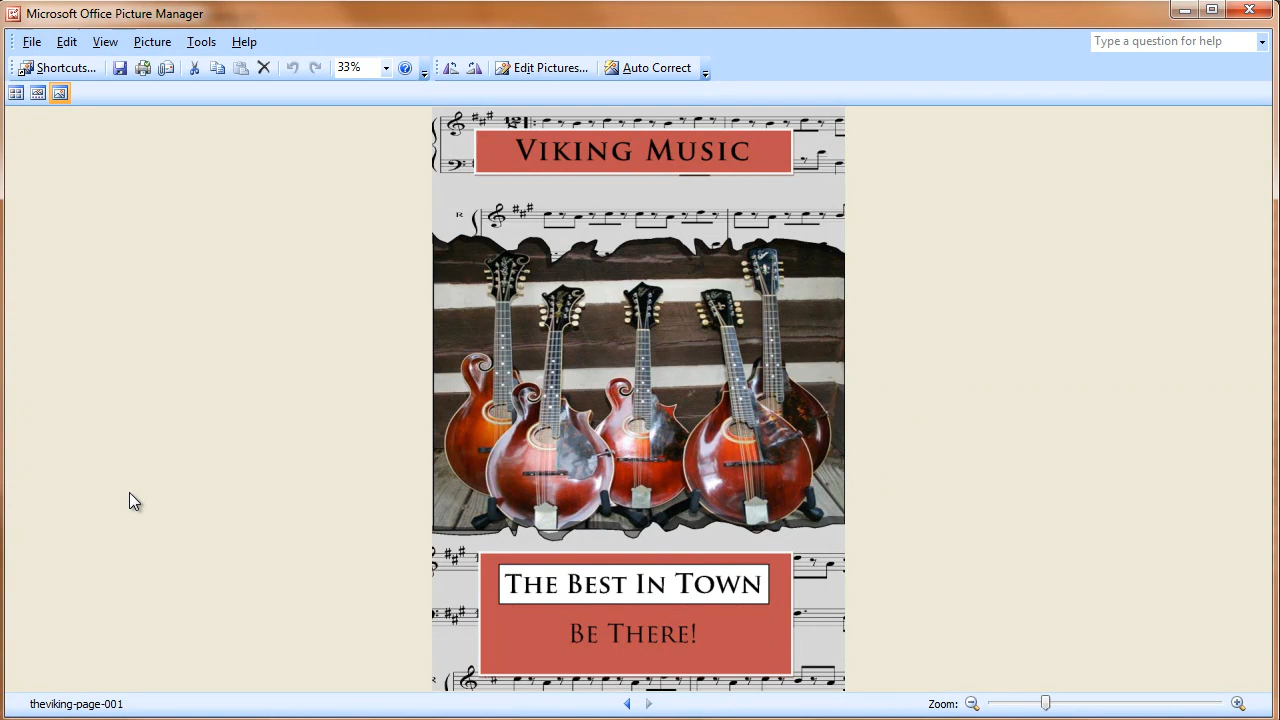 Microsoft Office Picture Manager
File Edit View Picture Tools Help
Type a question for help
Shortcuts... 33% Edit Pictures... Auto Correct
VIKING MUSIC
R
THE BEST IN TOWN
BE THERE!
theviking-page-001
Zoom: